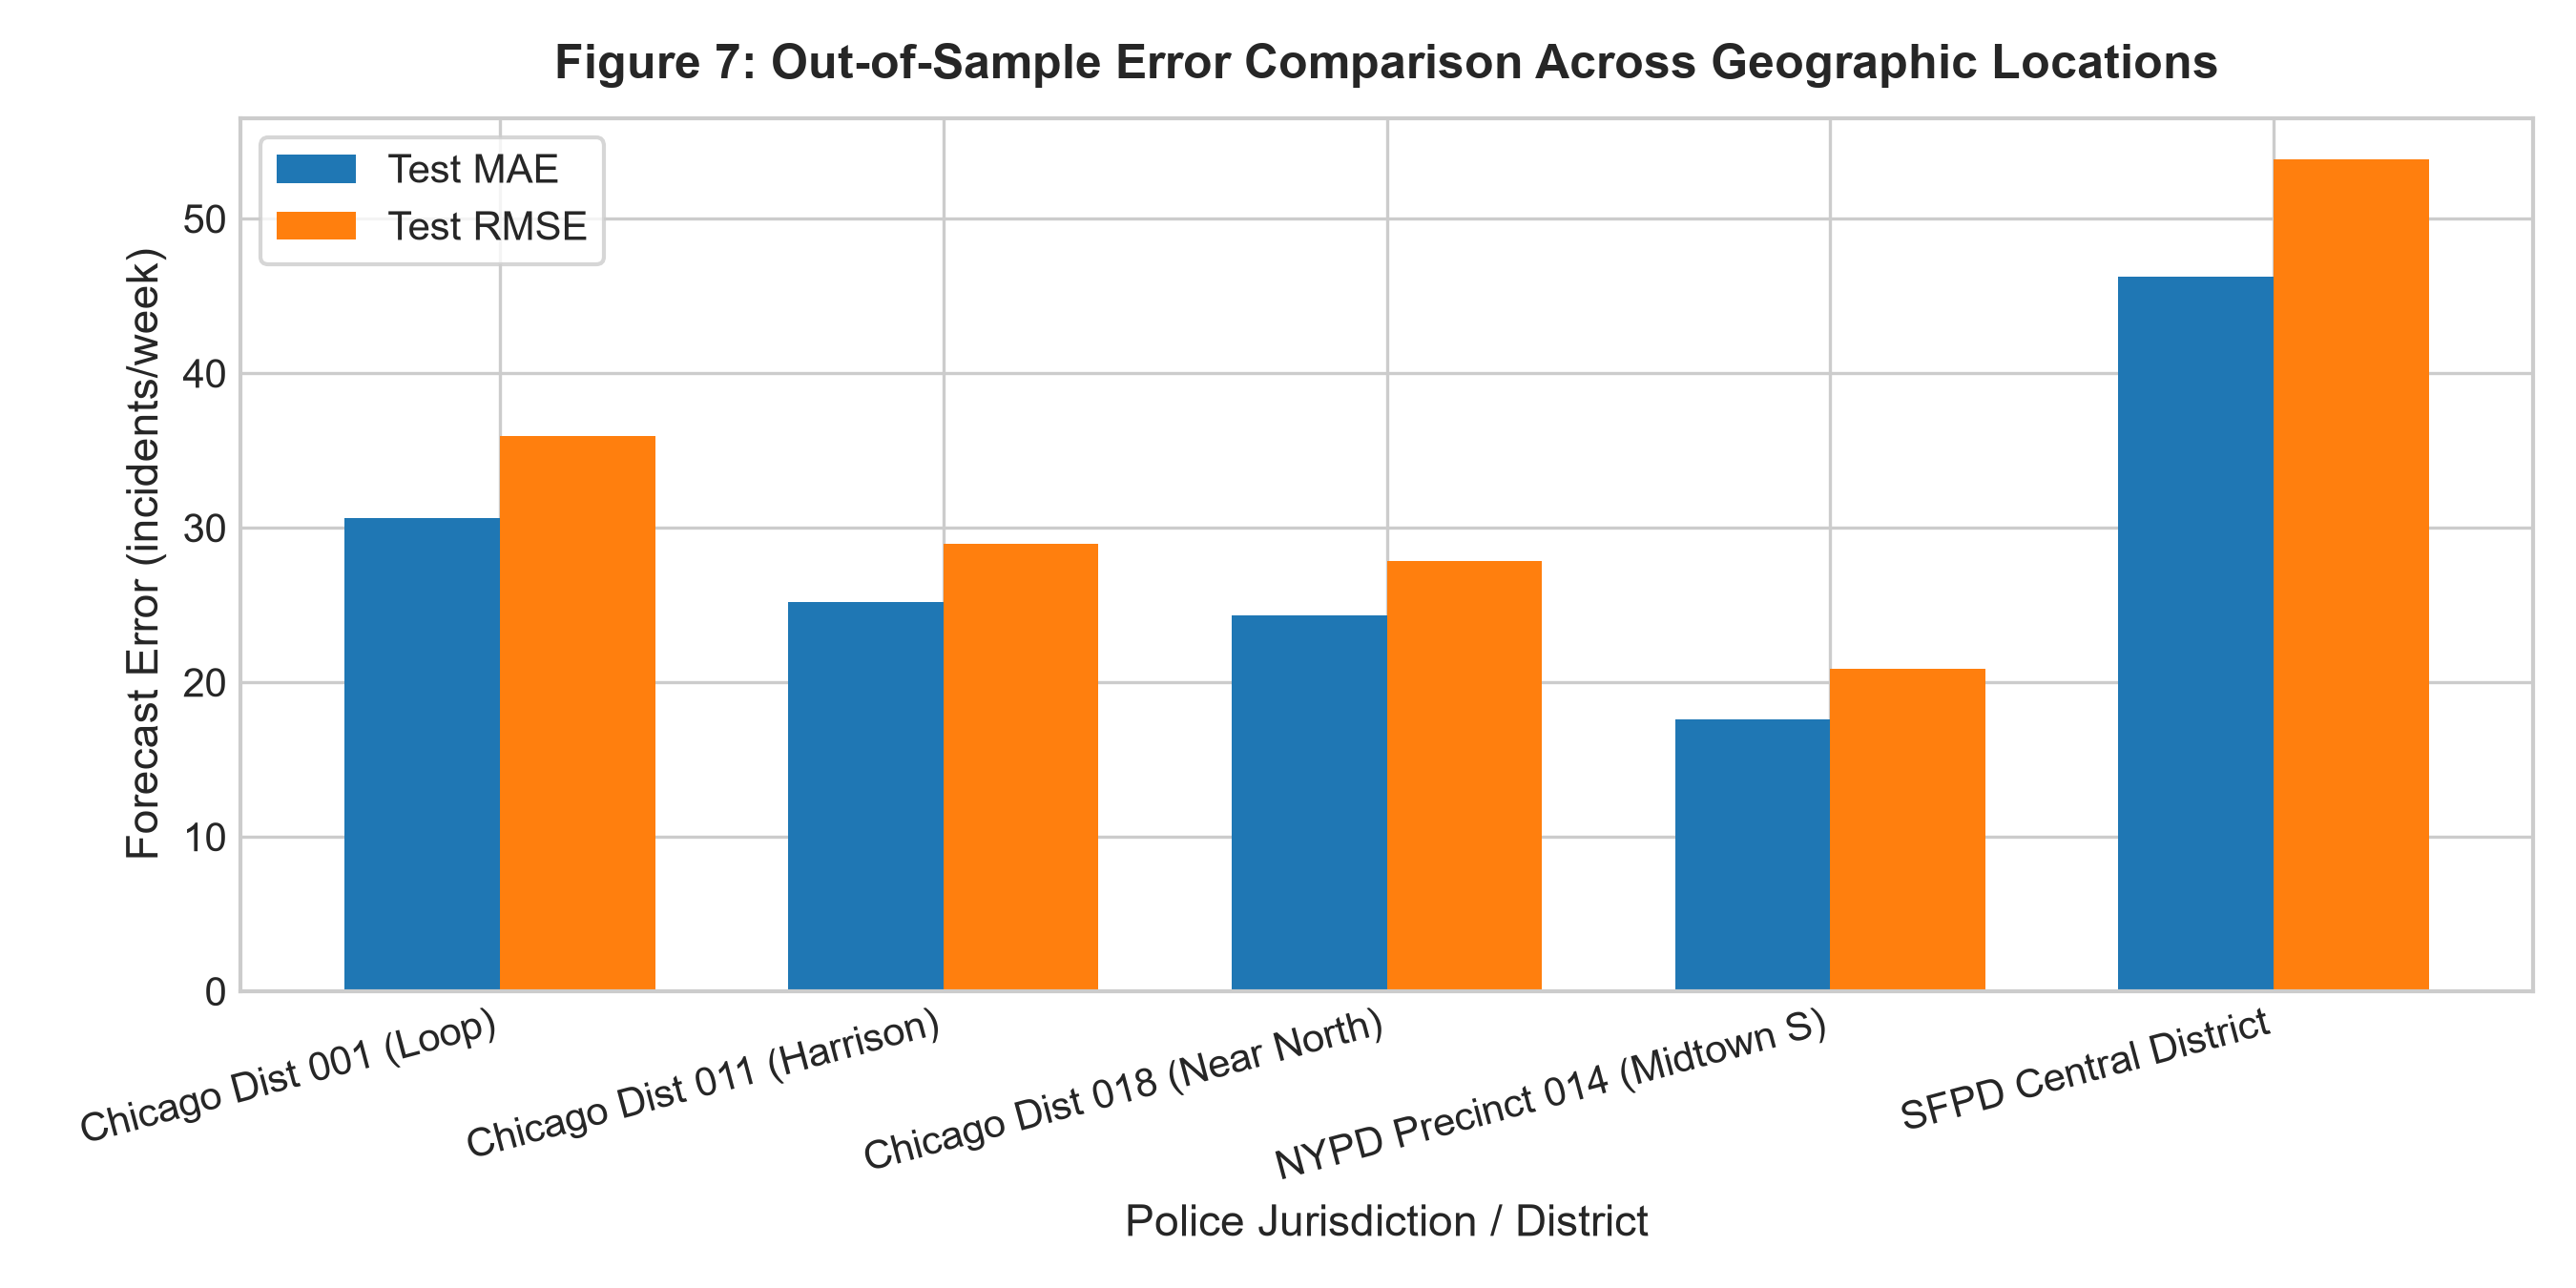 Figure 7: Out-of-Sample Error Comparison Across Geographic Locations
Test MAE
Test RMSE
Forecast Error (incidents/week)
50
40
30
20
10
0
Chicago Dist 001 (Loop)
Chicago Dist 011 (Harrison)
Chicago Dist 018 (Near North)
NYPD Precinct 014 (Midtown S)
SFPD Central District
Police Jurisdiction / District